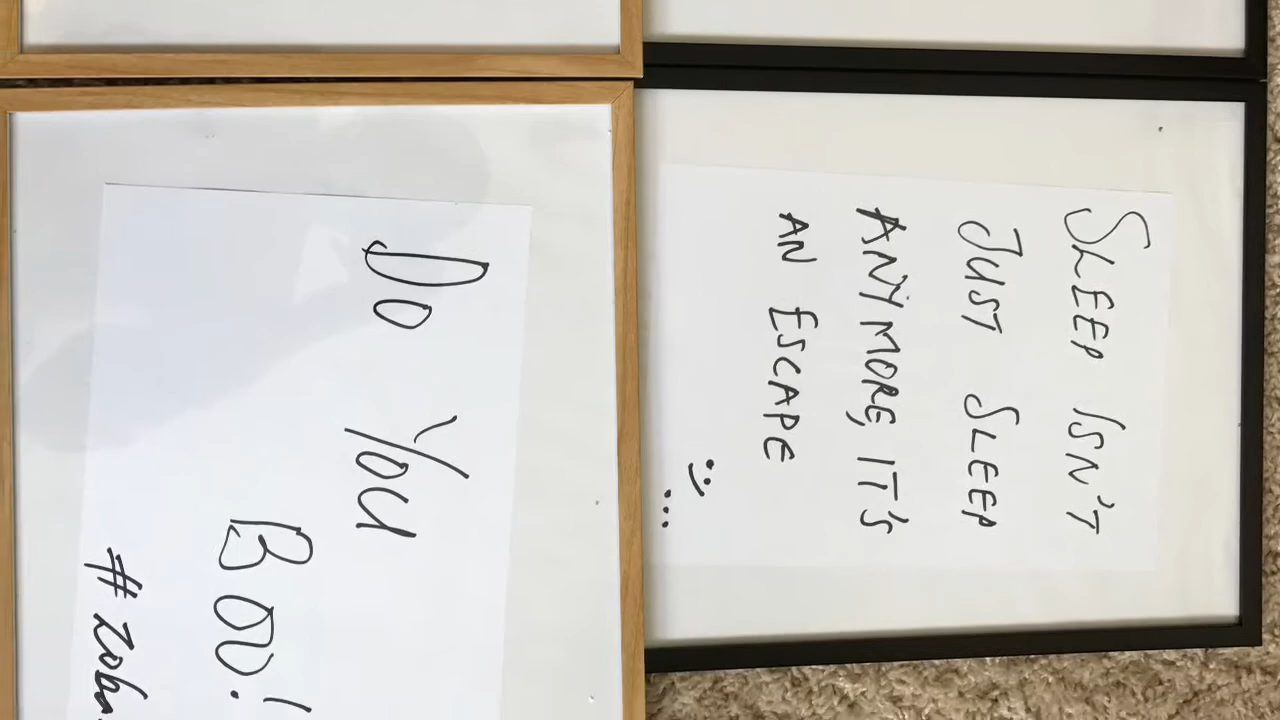 SLEEP ISN'T
JUST SLEEP
ANYMORE, IT'S
AN ESCAPE
:)
...
Do You
Boo!